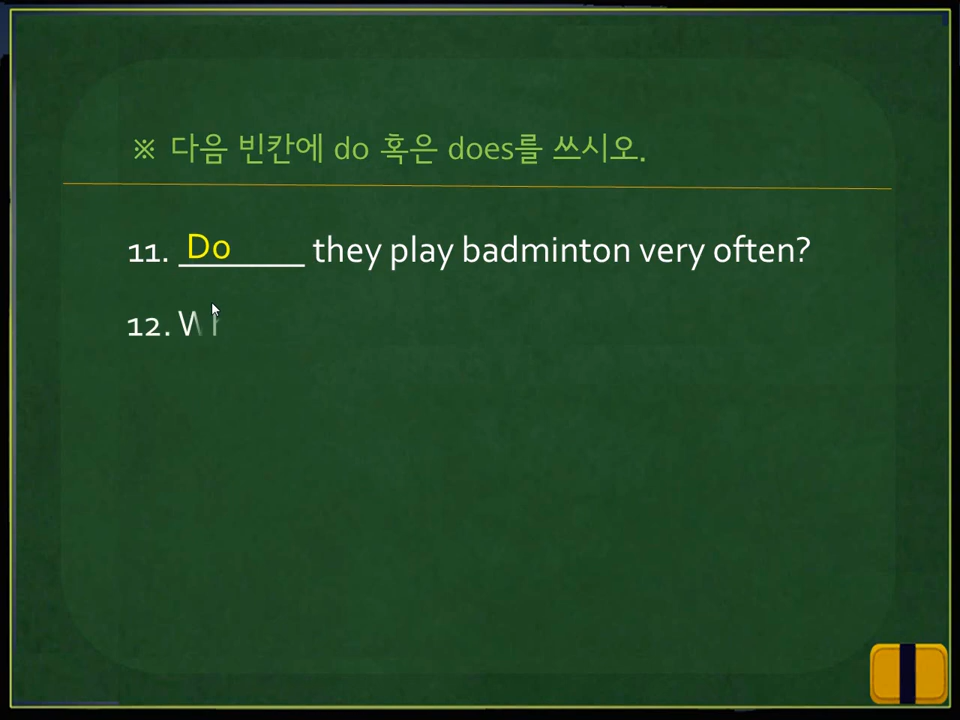 ※ 다음 빈칸에 do 혹은 does를 쓰시오.
11. Do they play badminton very often?
12.